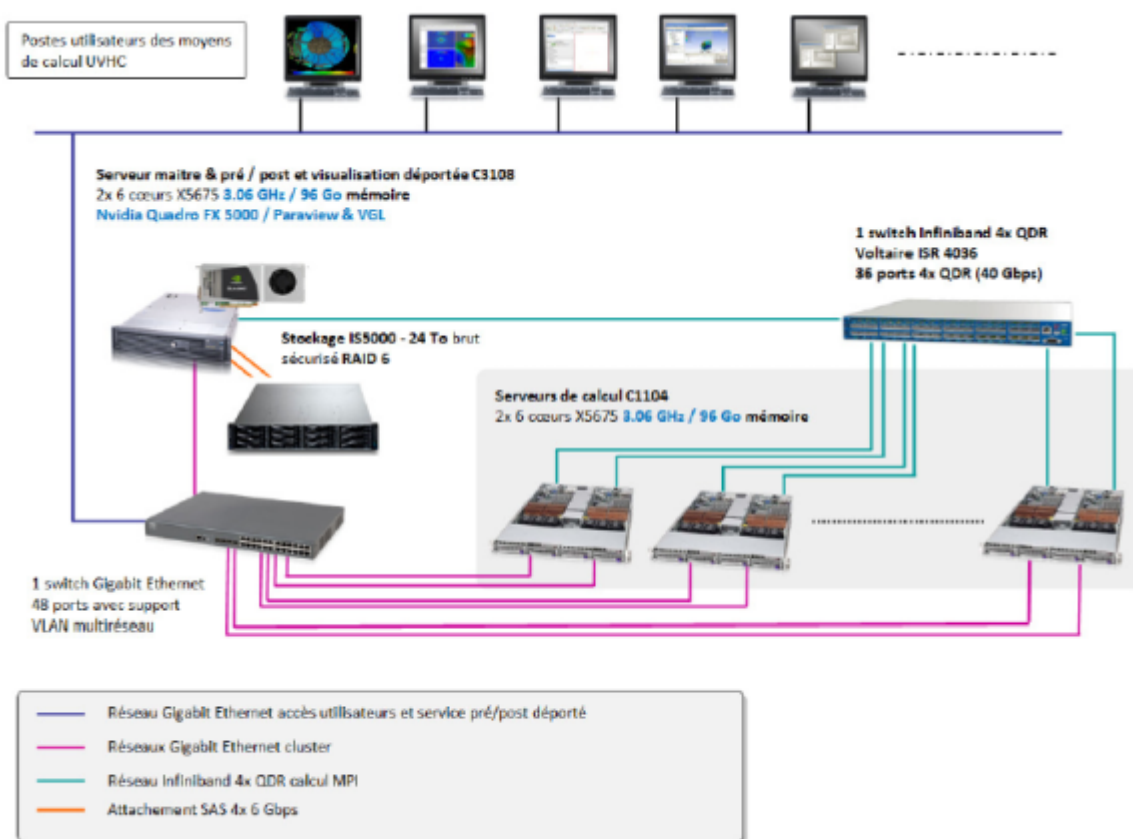 Postes utilisateurs des moyens
de calcul UVHC
Serveur maitre & pré / post et visualisation déportée C3108
2x 6 cœurs X5675 3.06 GHz / 96 Go mémoire
Nvidia Quadro FX 5000 / Paraview & VGL
1 switch Infiniband 4x QDR
Voltaire ISR 4036
36 ports 4x QDR (40 Gbps)
Stockage IS5000 - 24 To brut
sécurisé RAID 6
Serveurs de calcul C1104
2x 6 cœurs X5675 3.06 GHz / 96 Go mémoire
1 switch Gigabit Ethernet
48 ports avec support
VLAN multiréseau
Réseau Gigabit Ethernet accès utilisateurs et service pré/post déporté
Réseaux Gigabit Ethernet cluster
Réseau Infiniband 4x QDR calcul MPI
Attachement SAS 4x 6 Gbps